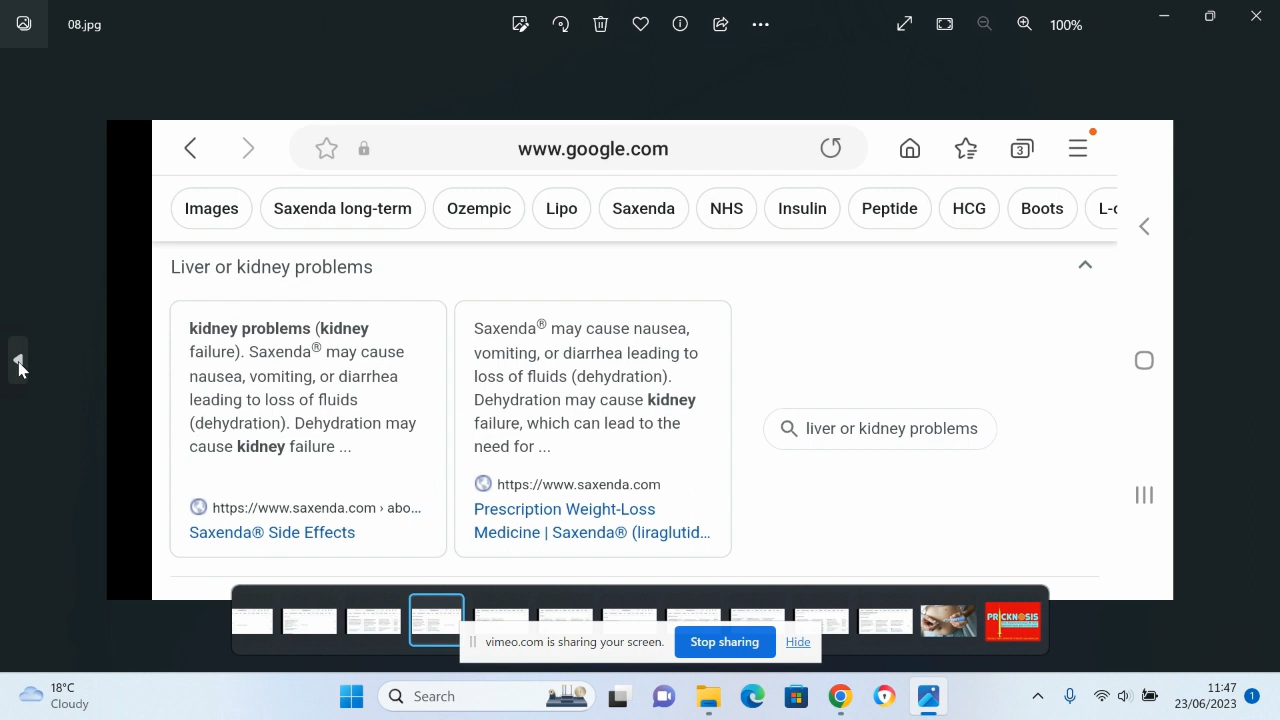 08.jpg
100%
www.google.com
3
Images
Saxenda long-term
Ozempic
Lipo
Saxenda
NHS
Insulin
Peptide
HCG
Boots
Liver or kidney problems
kidney problems (kidney
failure). Saxenda® may cause
nausea, vomiting, or diarrhea
leading to loss of fluids
(dehydration). Dehydration may
cause kidney failure ...
https://www.saxenda.com › abo...
Saxenda® Side Effects
Saxenda® may cause nausea,
vomiting, or diarrhea leading to
loss of fluids (dehydration).
Dehydration may cause kidney
failure, which can lead to the
need for ...
https://www.saxenda.com
Prescription Weight-Loss
Medicine | Saxenda® (liraglutid...
liver or kidney problems
PRICKNOSIS
vimeo.com is sharing your screen.
Stop sharing
Hide
18°C
Cloudy
Search
11:47
23/06/2023
1